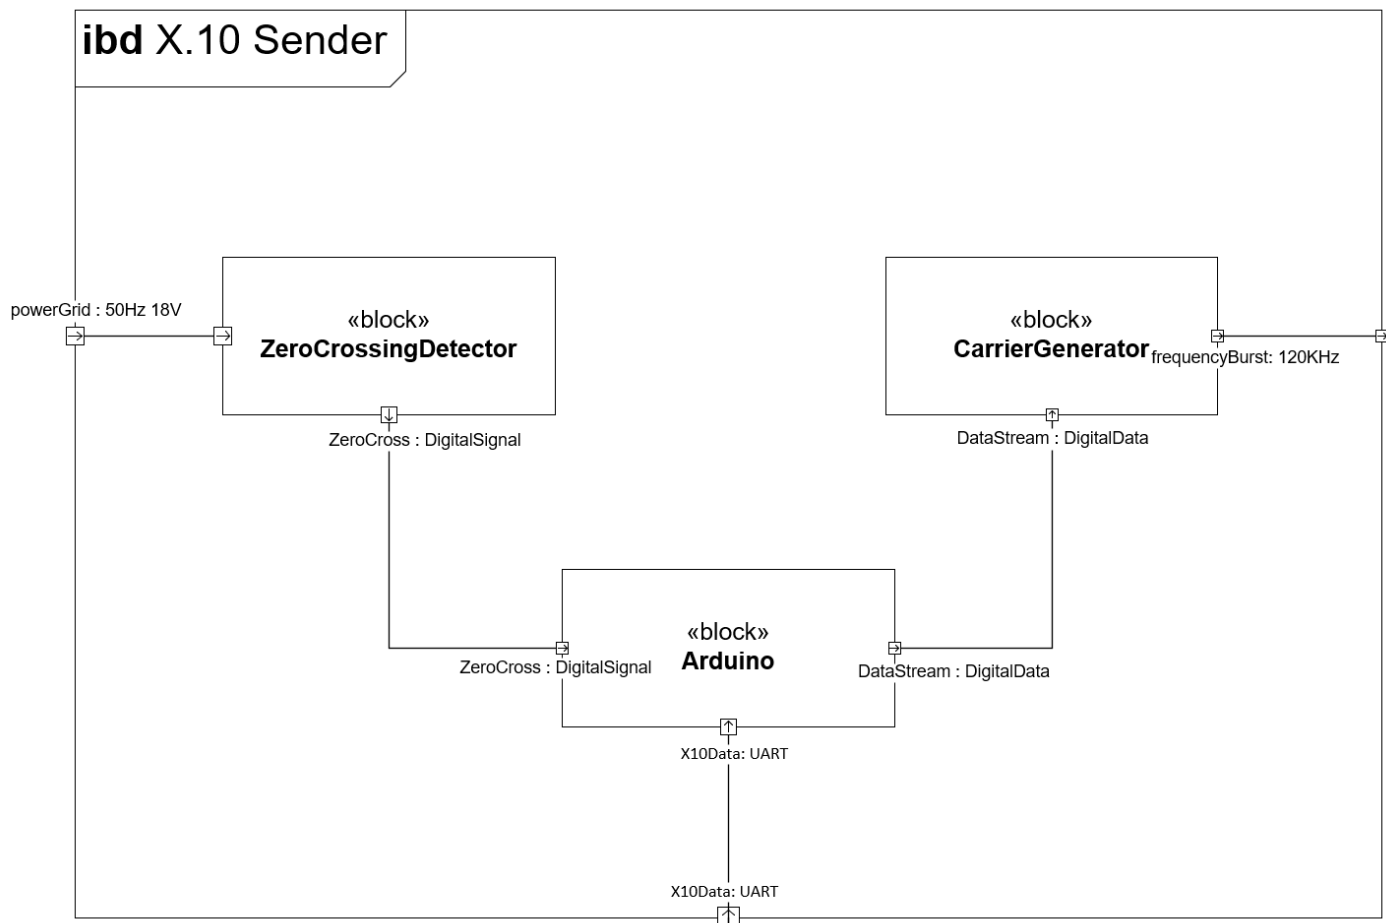 ibd X.10 Sender
powerGrid : 50Hz 18V
«block»
ZeroCrossingDetector
«block»
CarrierGenerator
frequencyBurst: 120KHz
ZeroCross : DigitalSignal
DataStream : DigitalData
«block»
Arduino
ZeroCross : DigitalSignal
DataStream : DigitalData
X10Data: UART
X10Data: UART